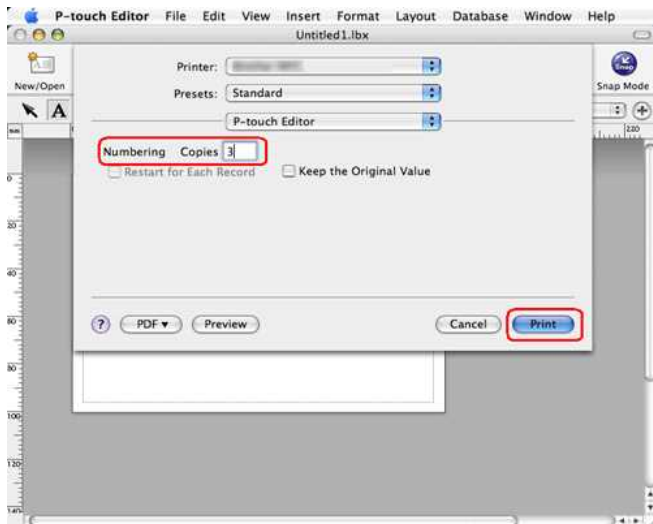 P-touch Editor File Edit View Insert Format Layout Database Window Help
Untitled1.lbx
New/Open
Snap
Snap Mode
Printer:
Presets: Standard
P-touch Editor
A
mm
220
Numbering Copies 3
Restart for Each Record Keep the Original Value
0
20
40
60
80
100
120
140
? PDF Preview Cancel Print